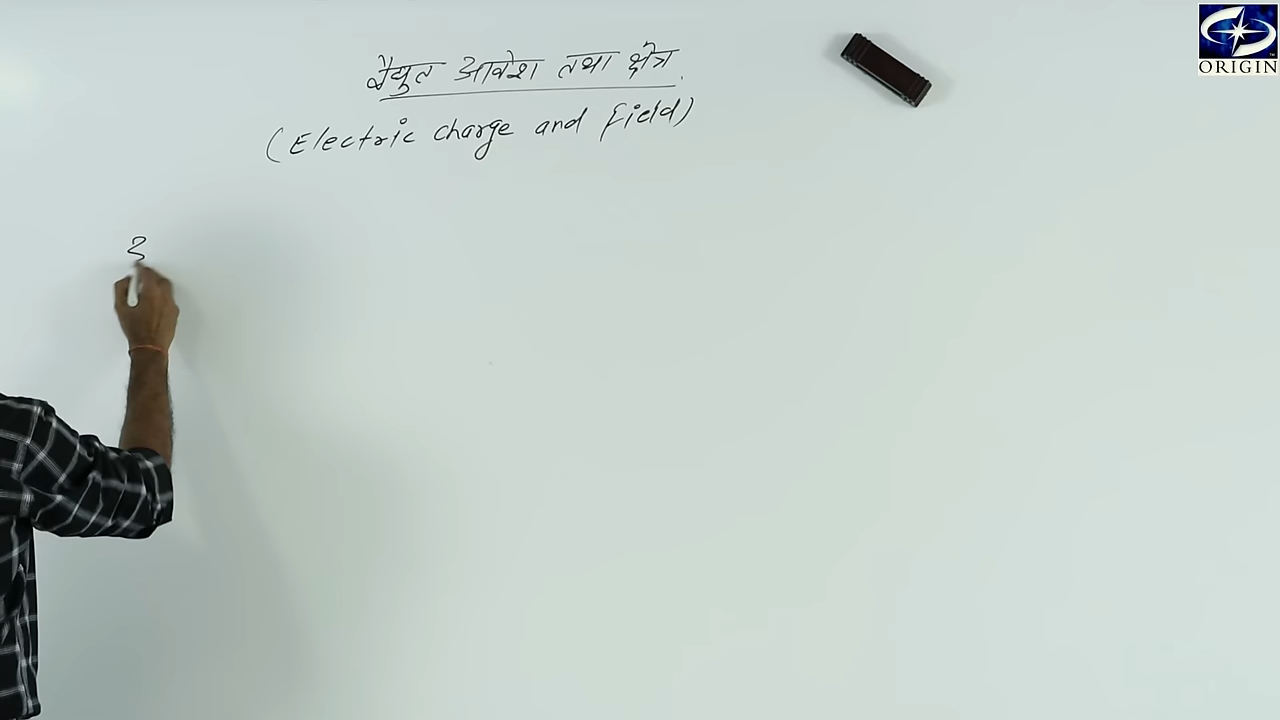 वैद्युत आवेश तथा क्षेत्र.
(Electric charge and field)
ORIGIN